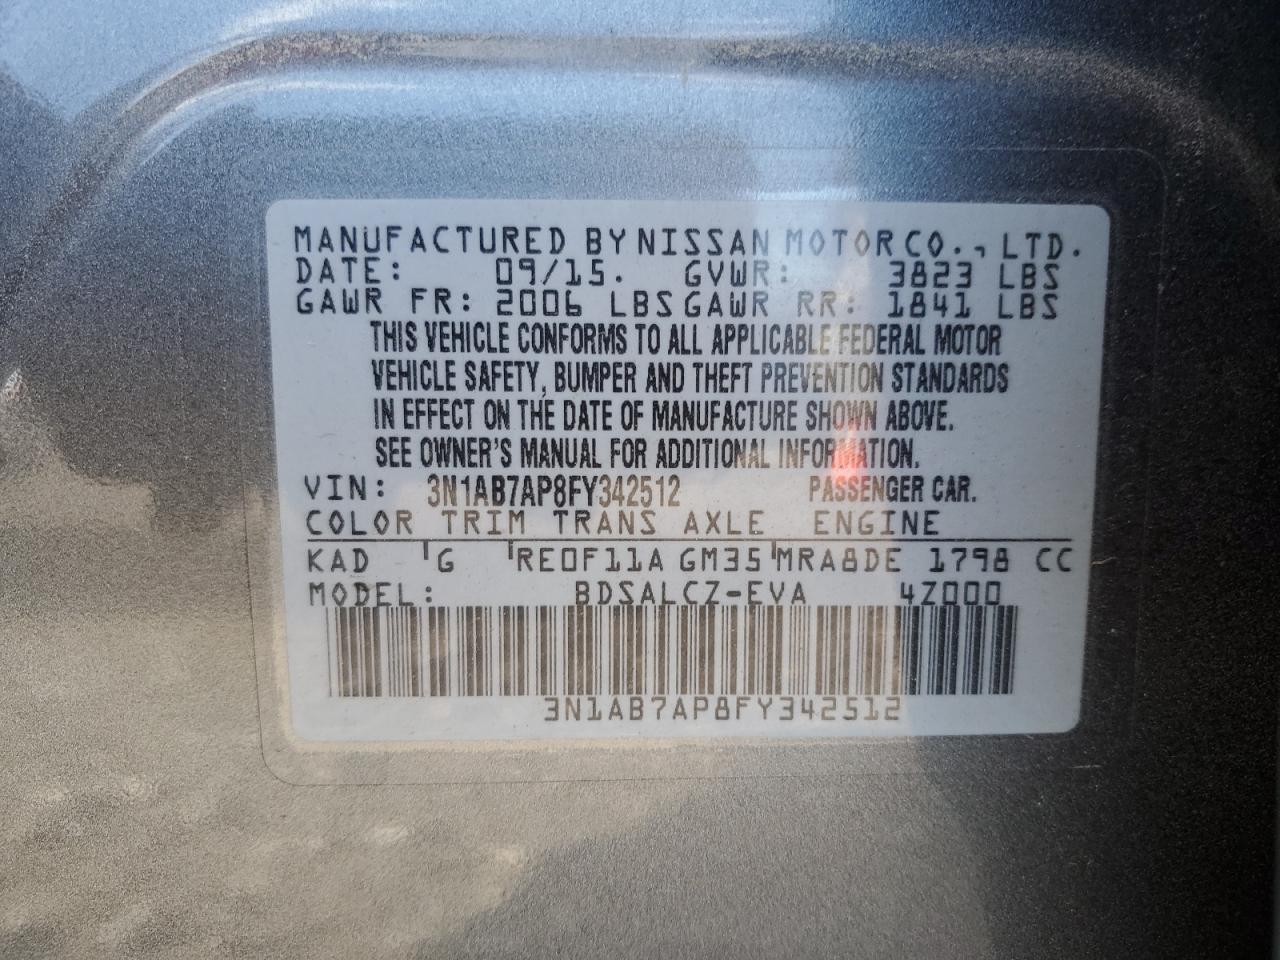 MANUFACTURED BY NISSAN MOTOR CO., LTD.
DATE: 09/15. GVWR: 3823 LBS
GAWR FR: 2006 LBS GAWR RR: 1841 LBS
THIS VEHICLE CONFORMS TO ALL APPLICABLE FEDERAL MOTOR
VEHICLE SAFETY, BUMPER AND THEFT PREVENTION STANDARDS
IN EFFECT ON THE DATE OF MANUFACTURE SHOWN ABOVE.
SEE OWNER'S MANUAL FOR ADDITIONAL INFORMATION.
VIN: 3N1AB7AP8FY342512 PASSENGER CAR.
COLOR TRIM TRANS AXLE ENGINE
KAD G RE0F11A GM35 MRA8DE 1798 CC
MODEL: BDSALCZ-EVA 4Z000
3N1AB7AP8FY342512